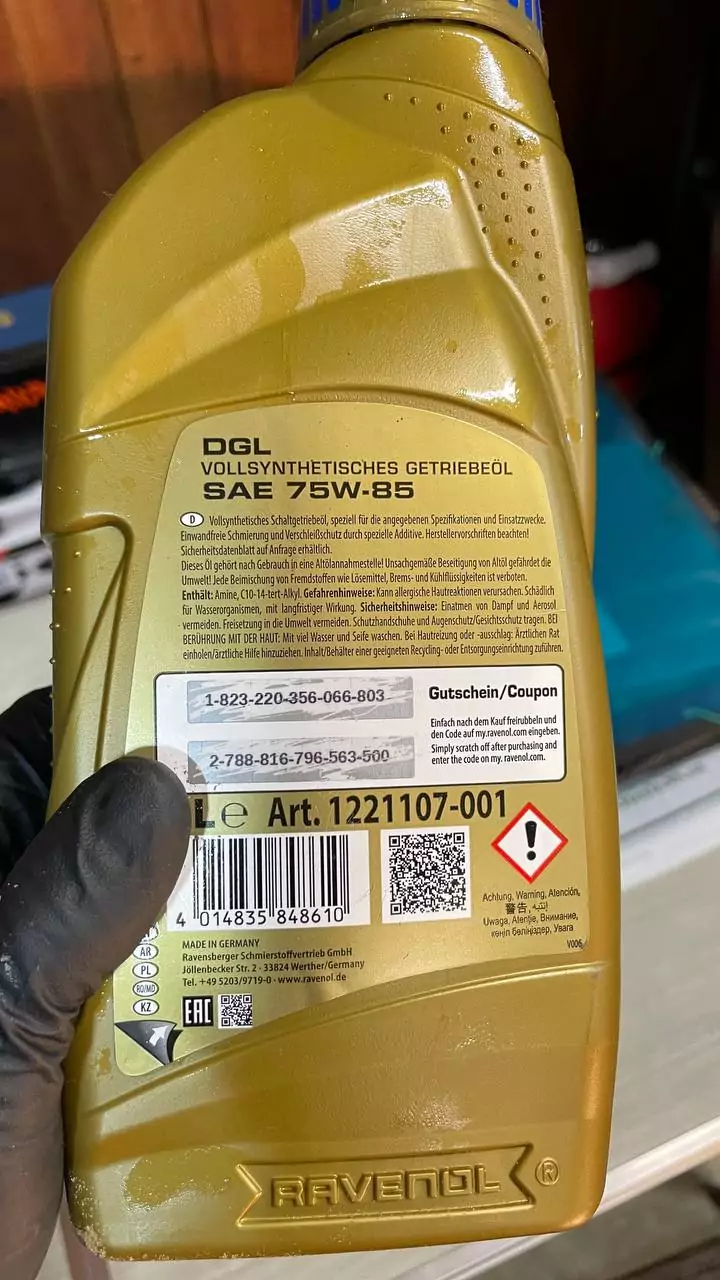 DGL
VOLLSYNTHETISCHES GETRIEBEÖL
SAE 75W-85
D Vollsynthetisches Schaltgetriebeöl, speziell für die angegebenen Spezifikationen und Einsatzzwecke.
Einwandfreie Schmierung und Verschleißschutz durch spezielle Additive. Herstellervorschriften beachten!
Sicherheitsdatenblatt auf Anfrage erhältlich.
Dieses Öl gehört nach Gebrauch in eine Altölannahmestelle! Unsachgemäße Beseitigung von Altöl gefährdet die
Umwelt! Jede Beimischung von Fremdstoffen wie Lösemittel, Brems- und Kühlflüssigkeiten ist verboten.
Enthält: Amine, C10-14-tert-Alkyl. Gefahrenhinweise: Kann allergische Hautreaktionen verursachen. Schädlich
für Wasserorganismen, mit langfristiger Wirkung. Sicherheitshinweise: Einatmen von Dampf und Aerosol
vermeiden. Freisetzung in die Umwelt vermeiden. Schutzhandschuhe und Augenschutz/Gesichtsschutz tragen. BEI
BERÜHRUNG MIT DER HAUT: Mit viel Wasser und Seife waschen. Bei Hautreizung oder -ausschlag: Ärztlichen Rat
einholen/ärztliche Hilfe hinzuziehen. Inhalt/Behälter einer geeigneten Recycling- oder Entsorgungseinrichtung zuführen.
1-823-220-356-066-803
2-788-816-796-563-500
Gutschein/Coupon
Einfach nach dem Kauf freirubbeln und
den Code auf my.ravenol.com eingeben.
Simply scratch off after purchasing and
enter the code on my. ravenol.com.
L e Art. 1221107-001
4 014835 848610
Achtung, Warning, Atención,
警告, انتبه,
Uwaga, Atenție, Внимание,
көңіл бөліңіздер, Увага
V006
AR
PL
RO/MD
KZ
MADE IN GERMANY
Ravensberger Schmierstoffvertrieb GmbH
Jöllenbecker Str. 2 · 33824 Werther/Germany
Tel. +49 5203/9719-0 · www.ravenol.de
EAC
RAVENOL ®